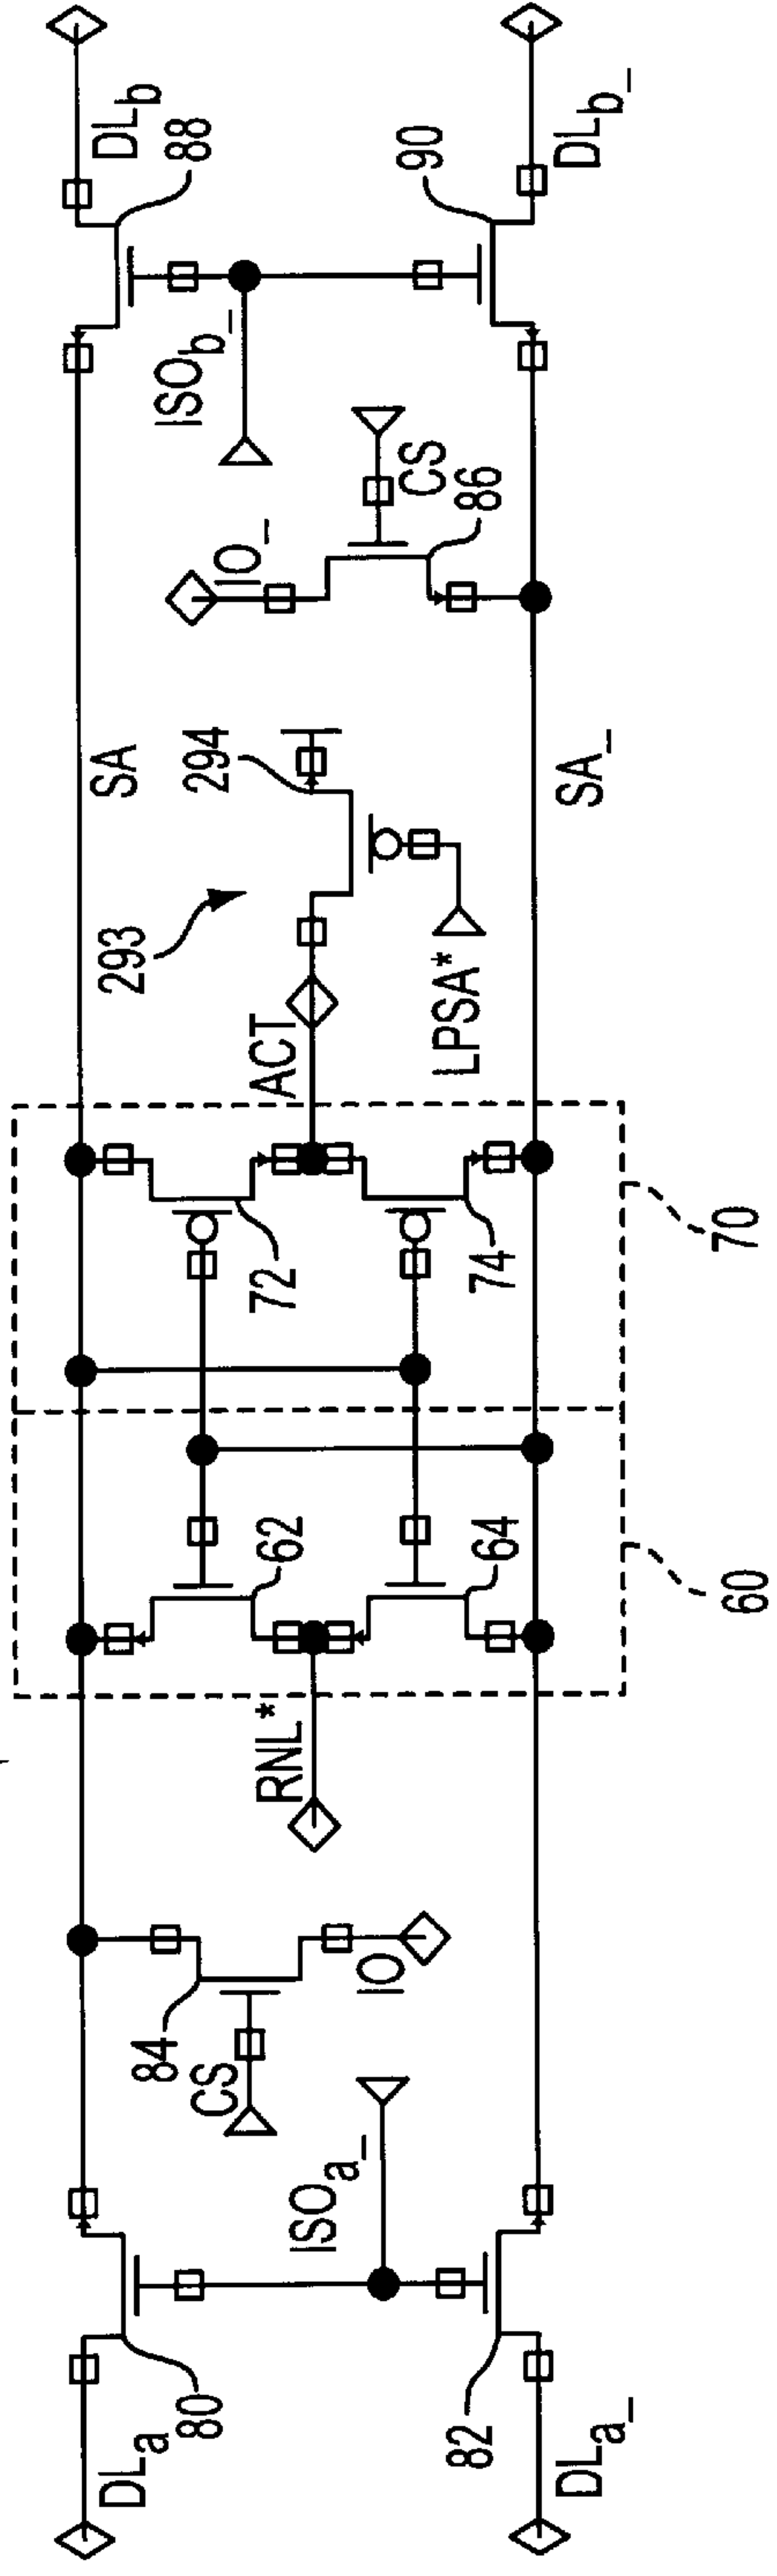 DLa
SA
DLb
293
84
88
ISOb_
80
294
CS
IO_
RNL*
62
72
ACT
ISOa_
IO
CS
90
LPSA*
82
64
74
86
DLa_
SA_
DLb_
60
70